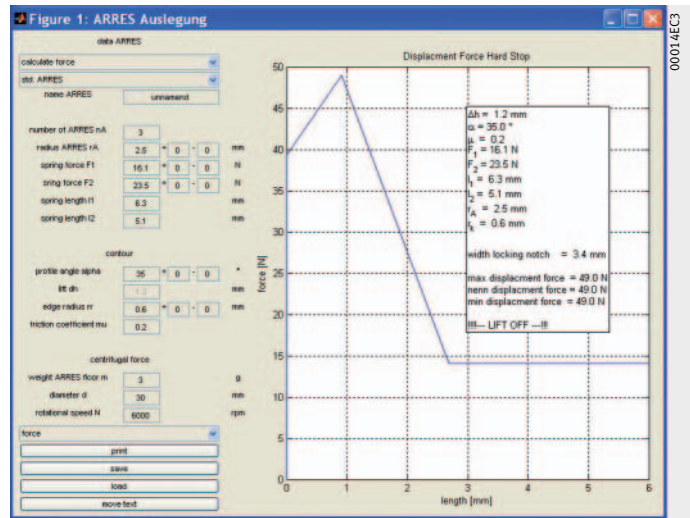 Figure 1: ARRES Auslegung
data ARRES
calculate force
std. ARRES
name ARRES unnamend
number of ARRES nA 3
radius ARRES rA 2.5 + 0 - 0 mm
spring force F1 16.1 + 0 - 0 N
sring force F2 23.5 + 0 - 0 N
spring length l1 6.3 mm
spring length l2 5.1 mm
contour
profile angle alpha 35 + 0 - 0 °
lift dh 1.2 mm
edge radius rr 0.6 + 0 - 0 mm
friction coefficient mu 0.2
centrifugal force
weight ARRES floor m 3 g
diameter d 30 mm
rotational speed N 6000 rpm
force
print
save
load
move text
Displacment Force Hard Stop
force [N]
50
45
40
35
30
25
20
15
10
5
0
0 1 2 3 4 5 6
length [mm]
Δh = 1.2 mm
α = 35.0 °
μ = 0.2
F1 = 16.1 N
F2 = 23.5 N
l1 = 6.3 mm
l2 = 5.1 mm
rA = 2.5 mm
rk = 0.6 mm
width locking notch = 3.4 mm
max displacment force = 49.0 N
nenn displacment force = 49.0 N
min displacment force = 49.0 N
!!!--- LIFT OFF ---!!!
00014EC3